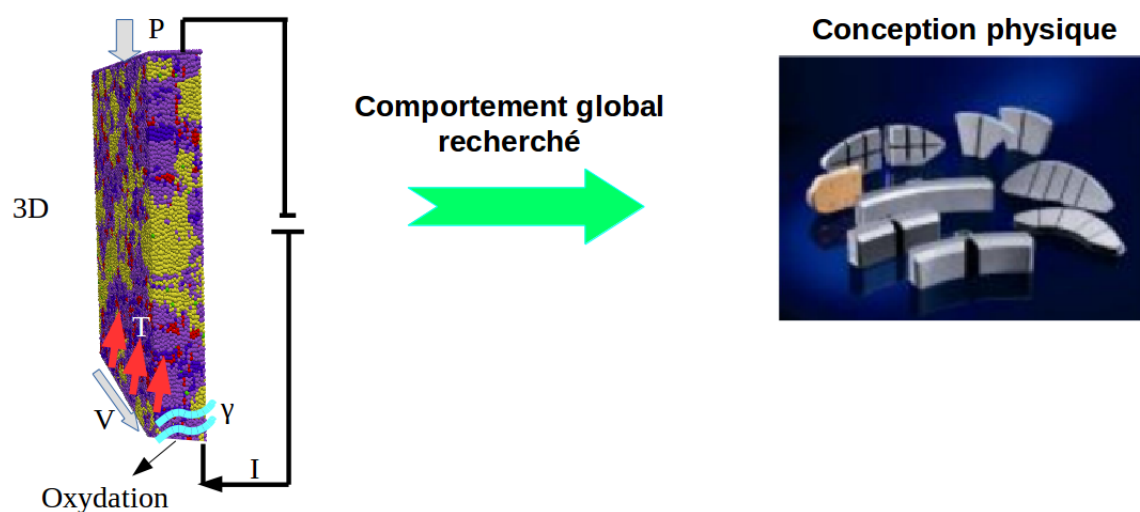 P
Conception physique
Comportement global
recherché
3D
T
V
γ
I
Oxydation